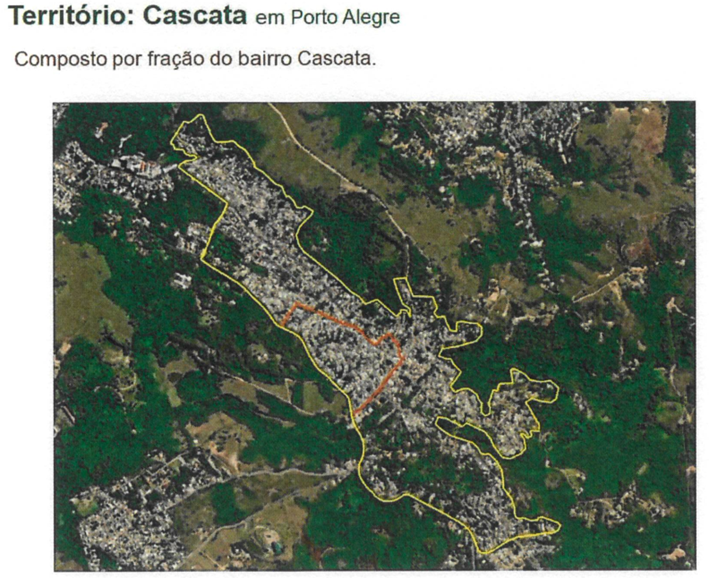 Território: Cascata em Porto Alegre
Composto por fração do bairro Cascata.